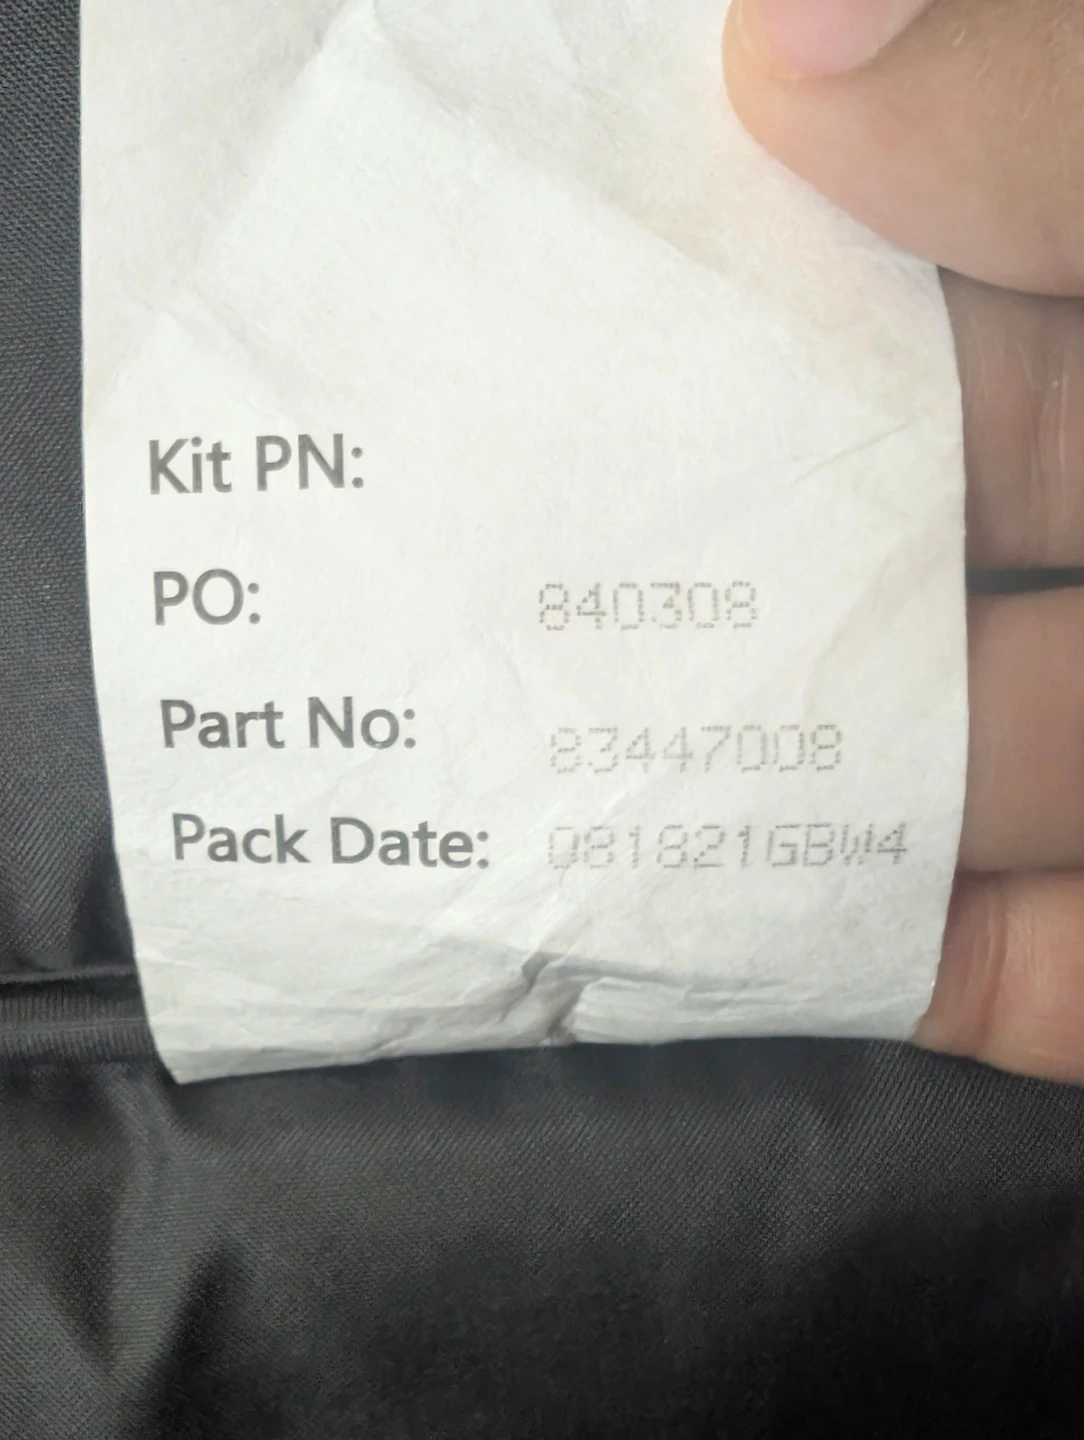 Kit PN:
PO: 840308
Part No: 83447008
Pack Date: 081821GBW4